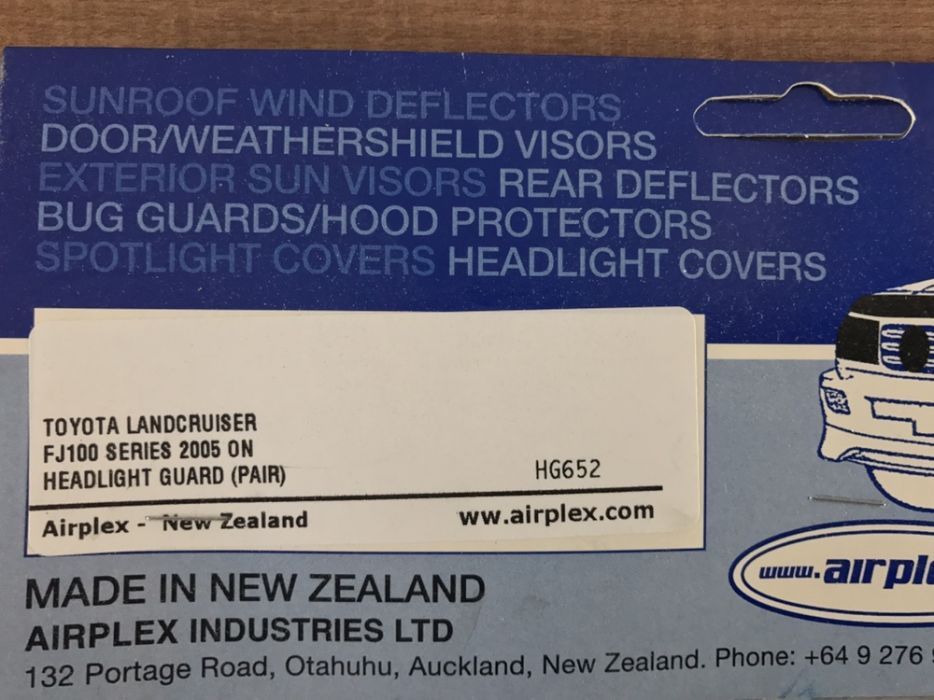 SUNROOF WIND DEFLECTORS
DOOR/WEATHERSHIELD VISORS
EXTERIOR SUN VISORS REAR DEFLECTORS
BUG GUARDS/HOOD PROTECTORS
SPOTLIGHT COVERS HEADLIGHT COVERS
TOYOTA LANDCRUISER
FJ100 SERIES 2005 ON
HEADLIGHT GUARD (PAIR) HG652
Airplex - New Zealand ww.airplex.com
www.airple
MADE IN NEW ZEALAND
AIRPLEX INDUSTRIES LTD
132 Portage Road, Otahuhu, Auckland, New Zealand. Phone: +64 9 276